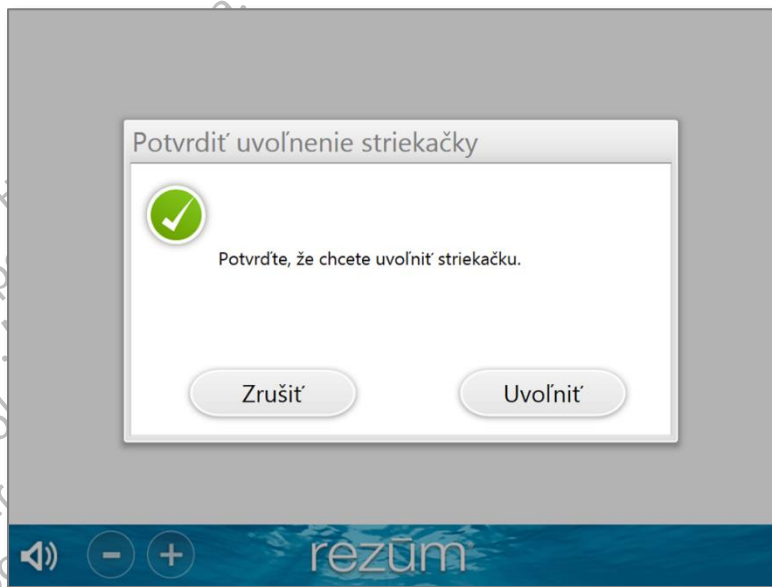 Potvrdiť uvoľnenie striekačky
Potvrďte, že chcete uvoľniť striekačku.
Zrušiť
Uvoľniť
rezūm